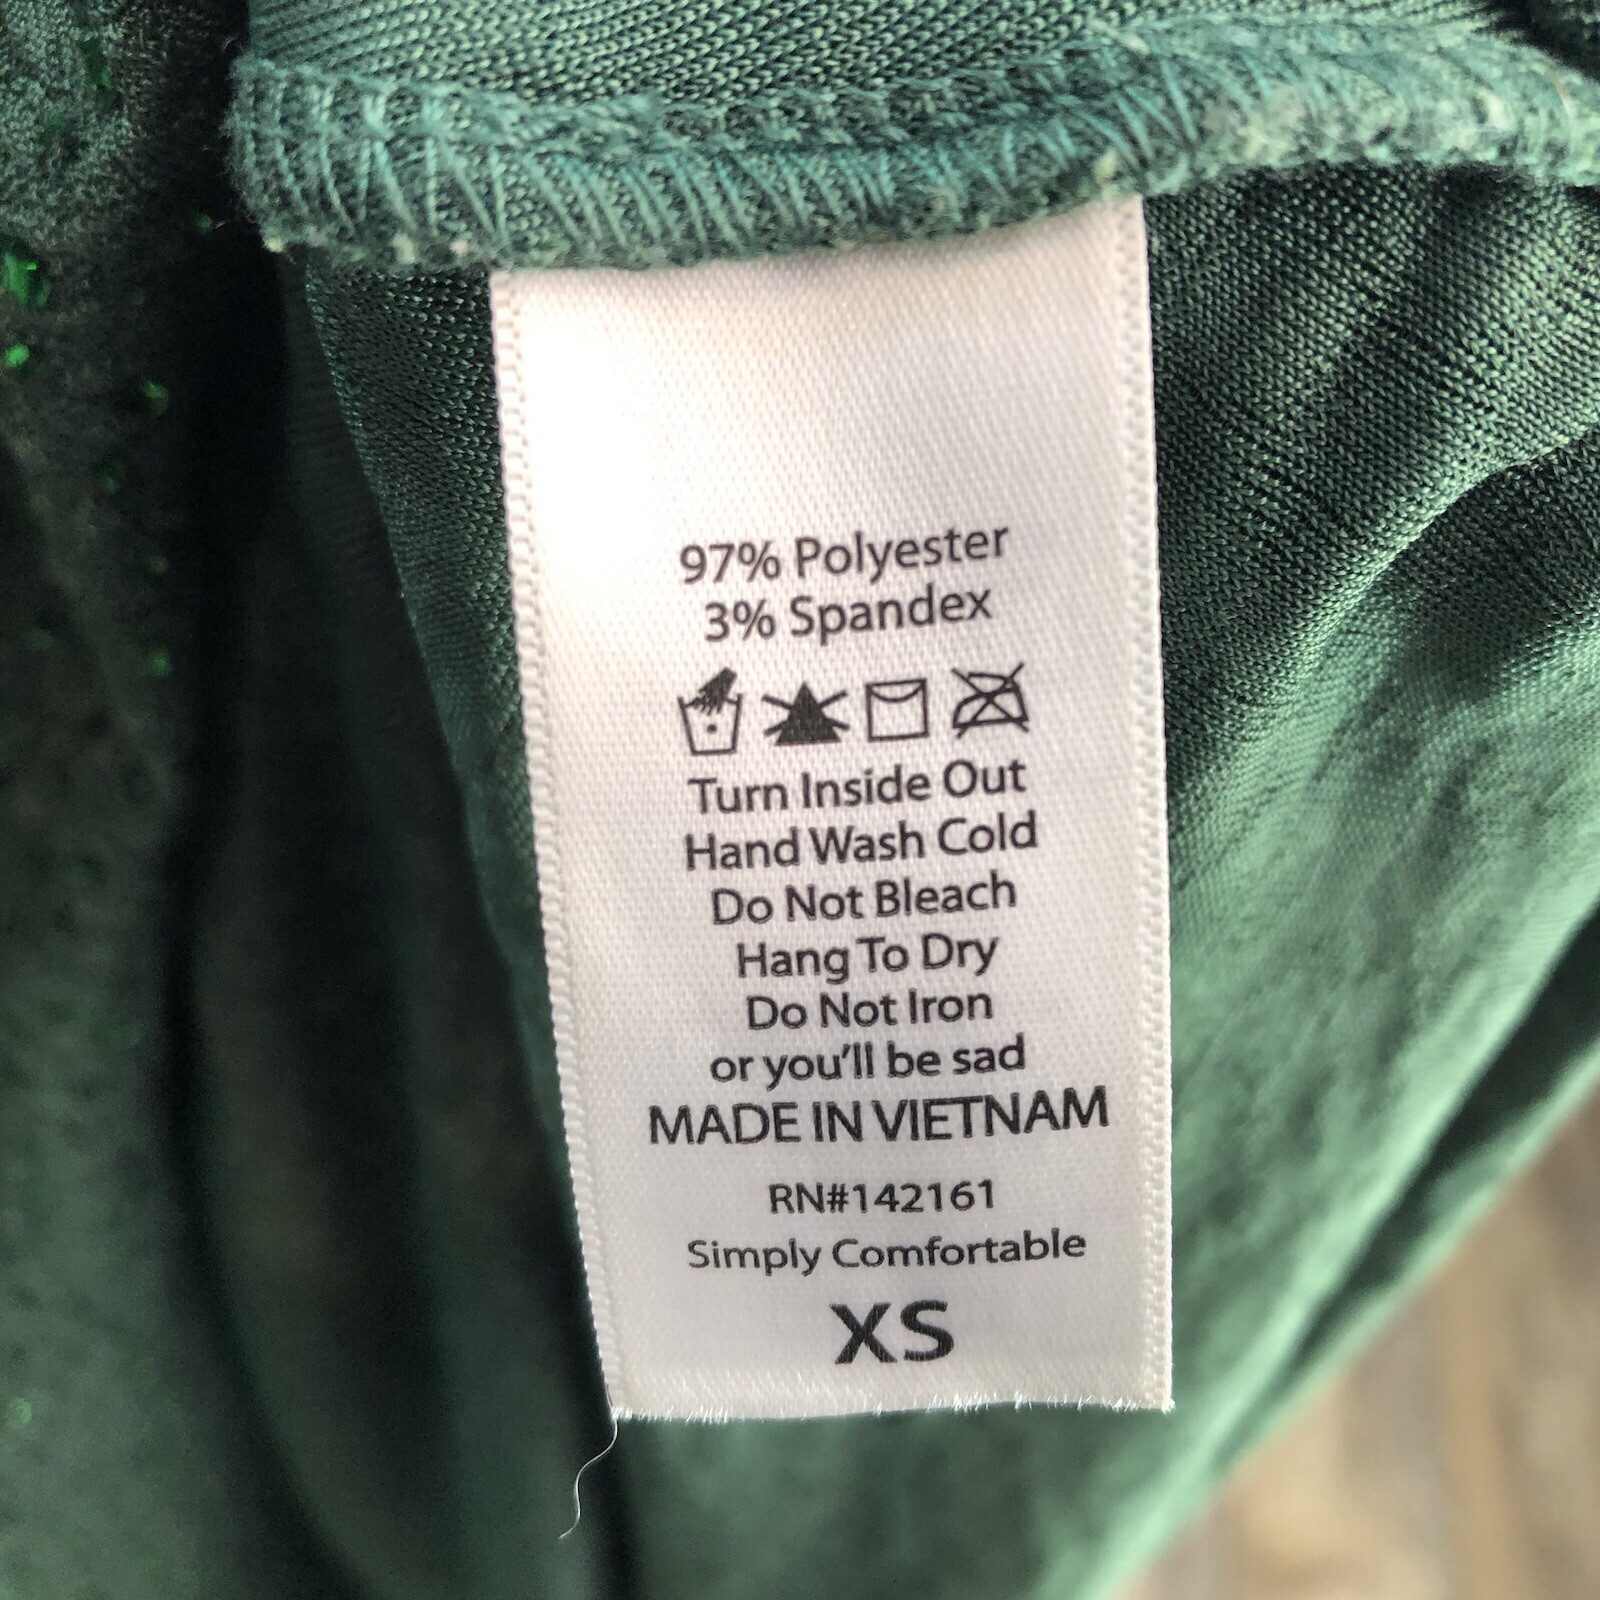 97% Polyester
3% Spandex
Turn Inside Out
Hand Wash Cold
Do Not Bleach
Hang To Dry
Do Not Iron
or you'll be sad
MADE IN VIETNAM
RN#142161
Simply Comfortable
XS